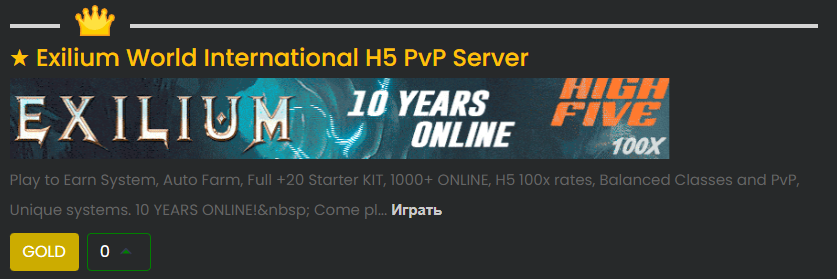 ★ Exilium World International H5 PvP Server
EXILIUM
10 YEARS
ONLINE
HIGH
FIVE
100X
Play to Earn System, Auto Farm, Full +20 Starter KIT, 1000+ ONLINE, H5 100x rates, Balanced Classes and PvP,
Unique systems. 10 YEARS ONLINE!&nbsp; Come pl... Играть
GOLD
0